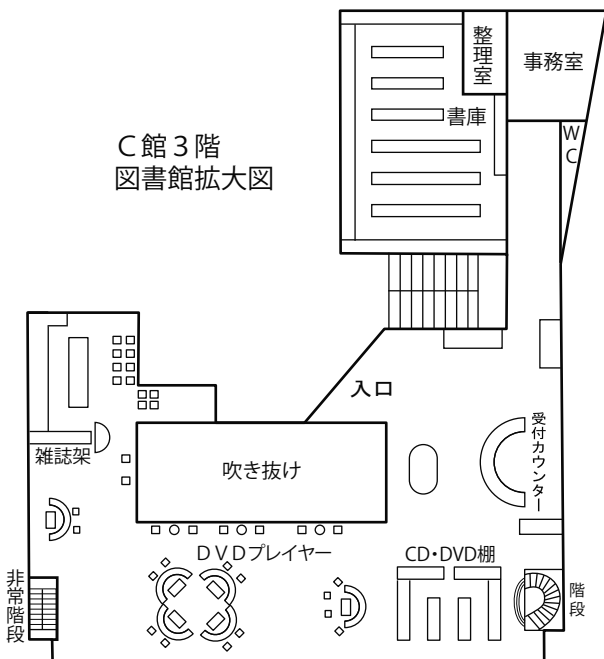 整理室
事務室
書庫
WC
C館3階
図書館拡大図
入口
受付カウンター
雑誌架
吹き抜け
DVDプレイヤー
CD・DVD棚
非常階段
階段